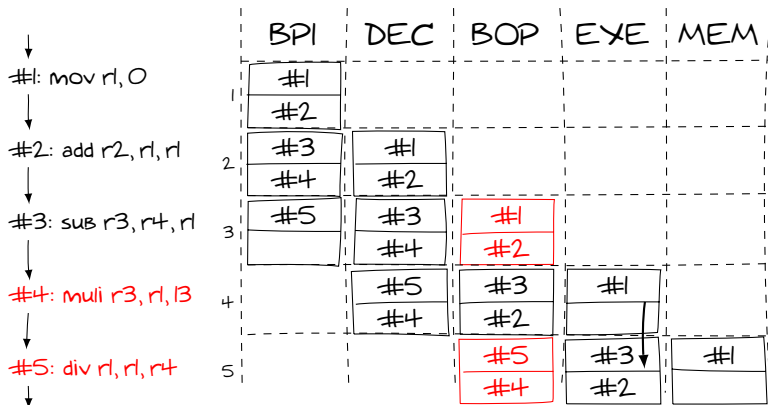 BPI DEC BOP EXE MEM
#1: mov r1, 0
1 #1
#2
#2: add r2, r1, r1
2 #3 #1
#4 #2
#3: sub r3, r4, r1
3 #5 #3 #1
#4 #2
#4: muli r3, r1, 13
4 #5 #3 #1
#4 #2
#5: div r1, r1, r4
5 #5 #3 #1
#4 #2